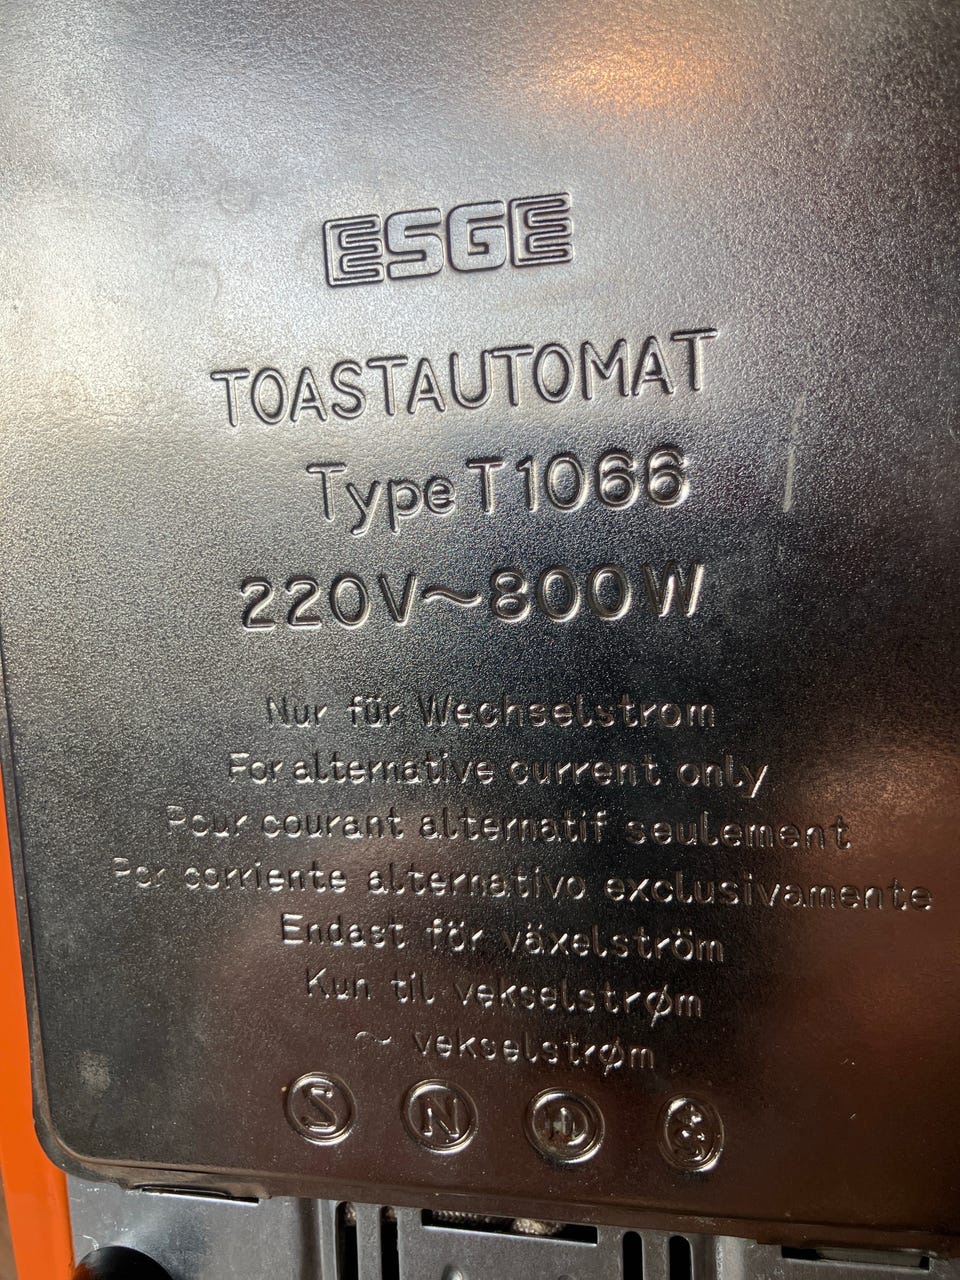 ESGE
TOASTAUTOMAT
Type T1066
220V~800W
Nur für Wechselstrom
For alternative current only
Pour courant alternatif seulement
Por corriente alternativo exclusivamente
Endast för växelström
Kun til vekselstrøm
~ vekselstrøm
S N D S